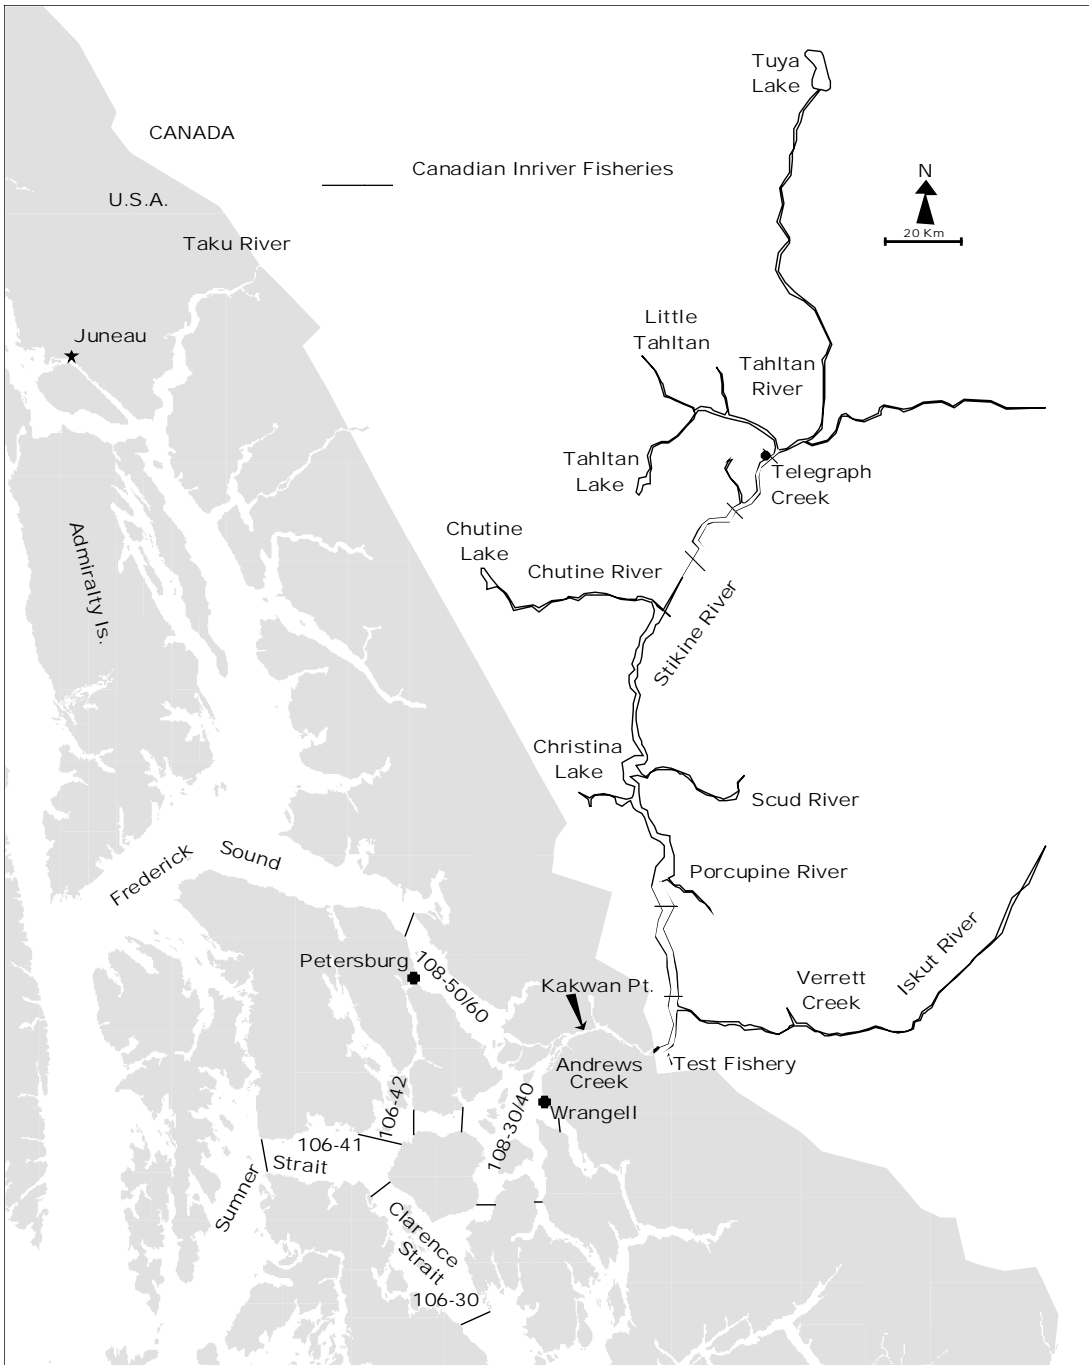 Tuya
Lake
CANADA
Canadian Inriver Fisheries
N
U.S.A.
20 Km
Taku River
Little
Tahltan
Juneau
Tahltan
River
Tahltan
Lake
Telegraph
Creek
Chutine
Lake
Chutine River
Admiralty Is.
Stikine River
Christina
Lake
Scud River
Frederick Sound
Porcupine River
Petersburg
108-50/60
Iskut River
Kakwan Pt.
Verrett
Creek
Andrews
Creek
Test Fishery
106-42
108-30/40
Wrangell
106-41
Sumner Strait
Clarence
Strait
106-30